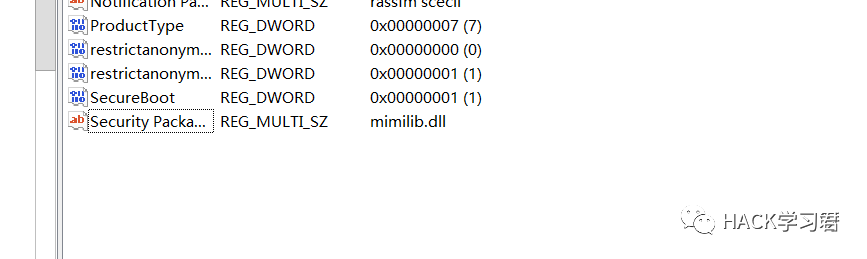 Notification Pa... REG_MULTI_SZ rassfm scecli
ProductType REG_DWORD 0x00000007 (7)
restrictanonym... REG_DWORD 0x00000000 (0)
restrictanonym... REG_DWORD 0x00000001 (1)
SecureBoot REG_DWORD 0x00000001 (1)
Security Packa... REG_MULTI_SZ mimilib.dll
HACK学习君